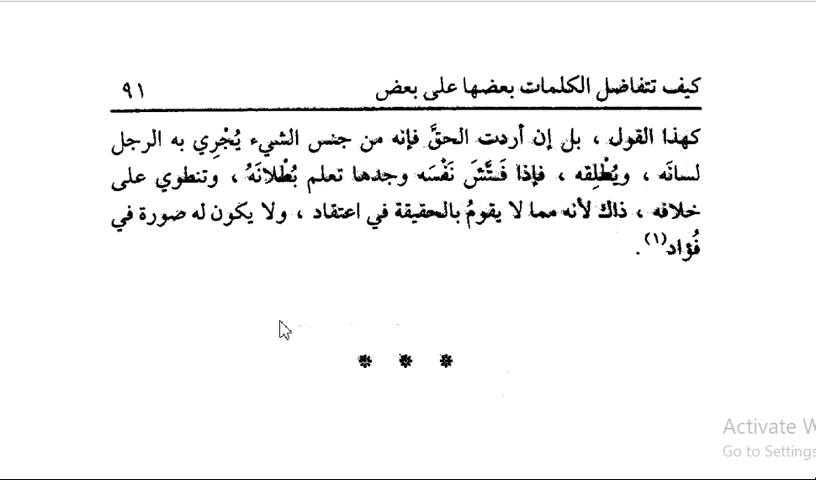 كيف تتفاضل الكلمات بعضها على بعض ٩١
كهذا القول ، بل إن أردت الحقَّ فإنه من جنس الشيء يُجْرِي به الرجل
لسانَه ، ويُطْلِقه ، فإذا فَتَّشَ نَفْسَه وجدها تعلم بُطْلانَهُ ، وتنطوي على
خلافه ، ذاك لأنه مما لا يقومُ بالحقيقة في اعتقاد ، ولا يكون له صورة في
فُؤاد(١) .
* * *
Activate W
Go to Settings